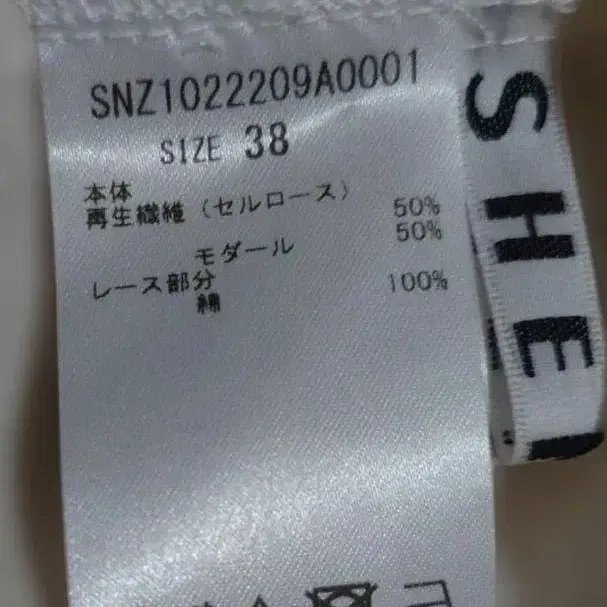 SNZ1022209A0001
SIZE 38
本体
再生繊維（セルロース） 50%
モダール 50%
レース部分
綿 100%
SHE